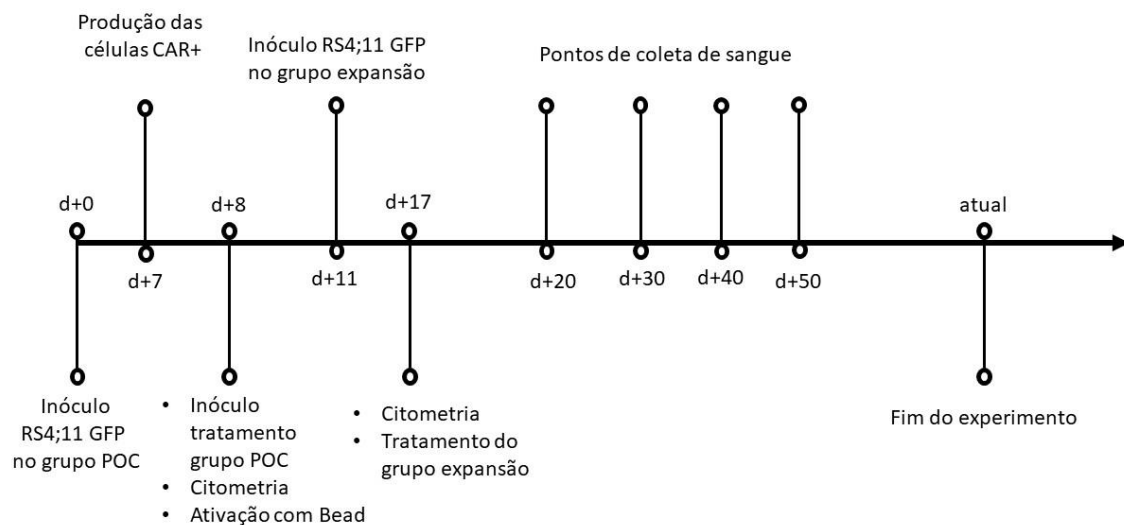 Produção das
células CAR+
Inóculo RS4;11 GFP
no grupo expansão
Pontos de coleta de sangue
d+0
d+8
d+17
atual
d+7
d+11
d+20
d+30
d+40
d+50
Inóculo
RS4;11 GFP
no grupo POC
• Inóculo
tratamento
grupo POC
• Citometria
• Ativação com Bead
• Citometria
• Tratamento do
grupo expansão
Fim do experimento